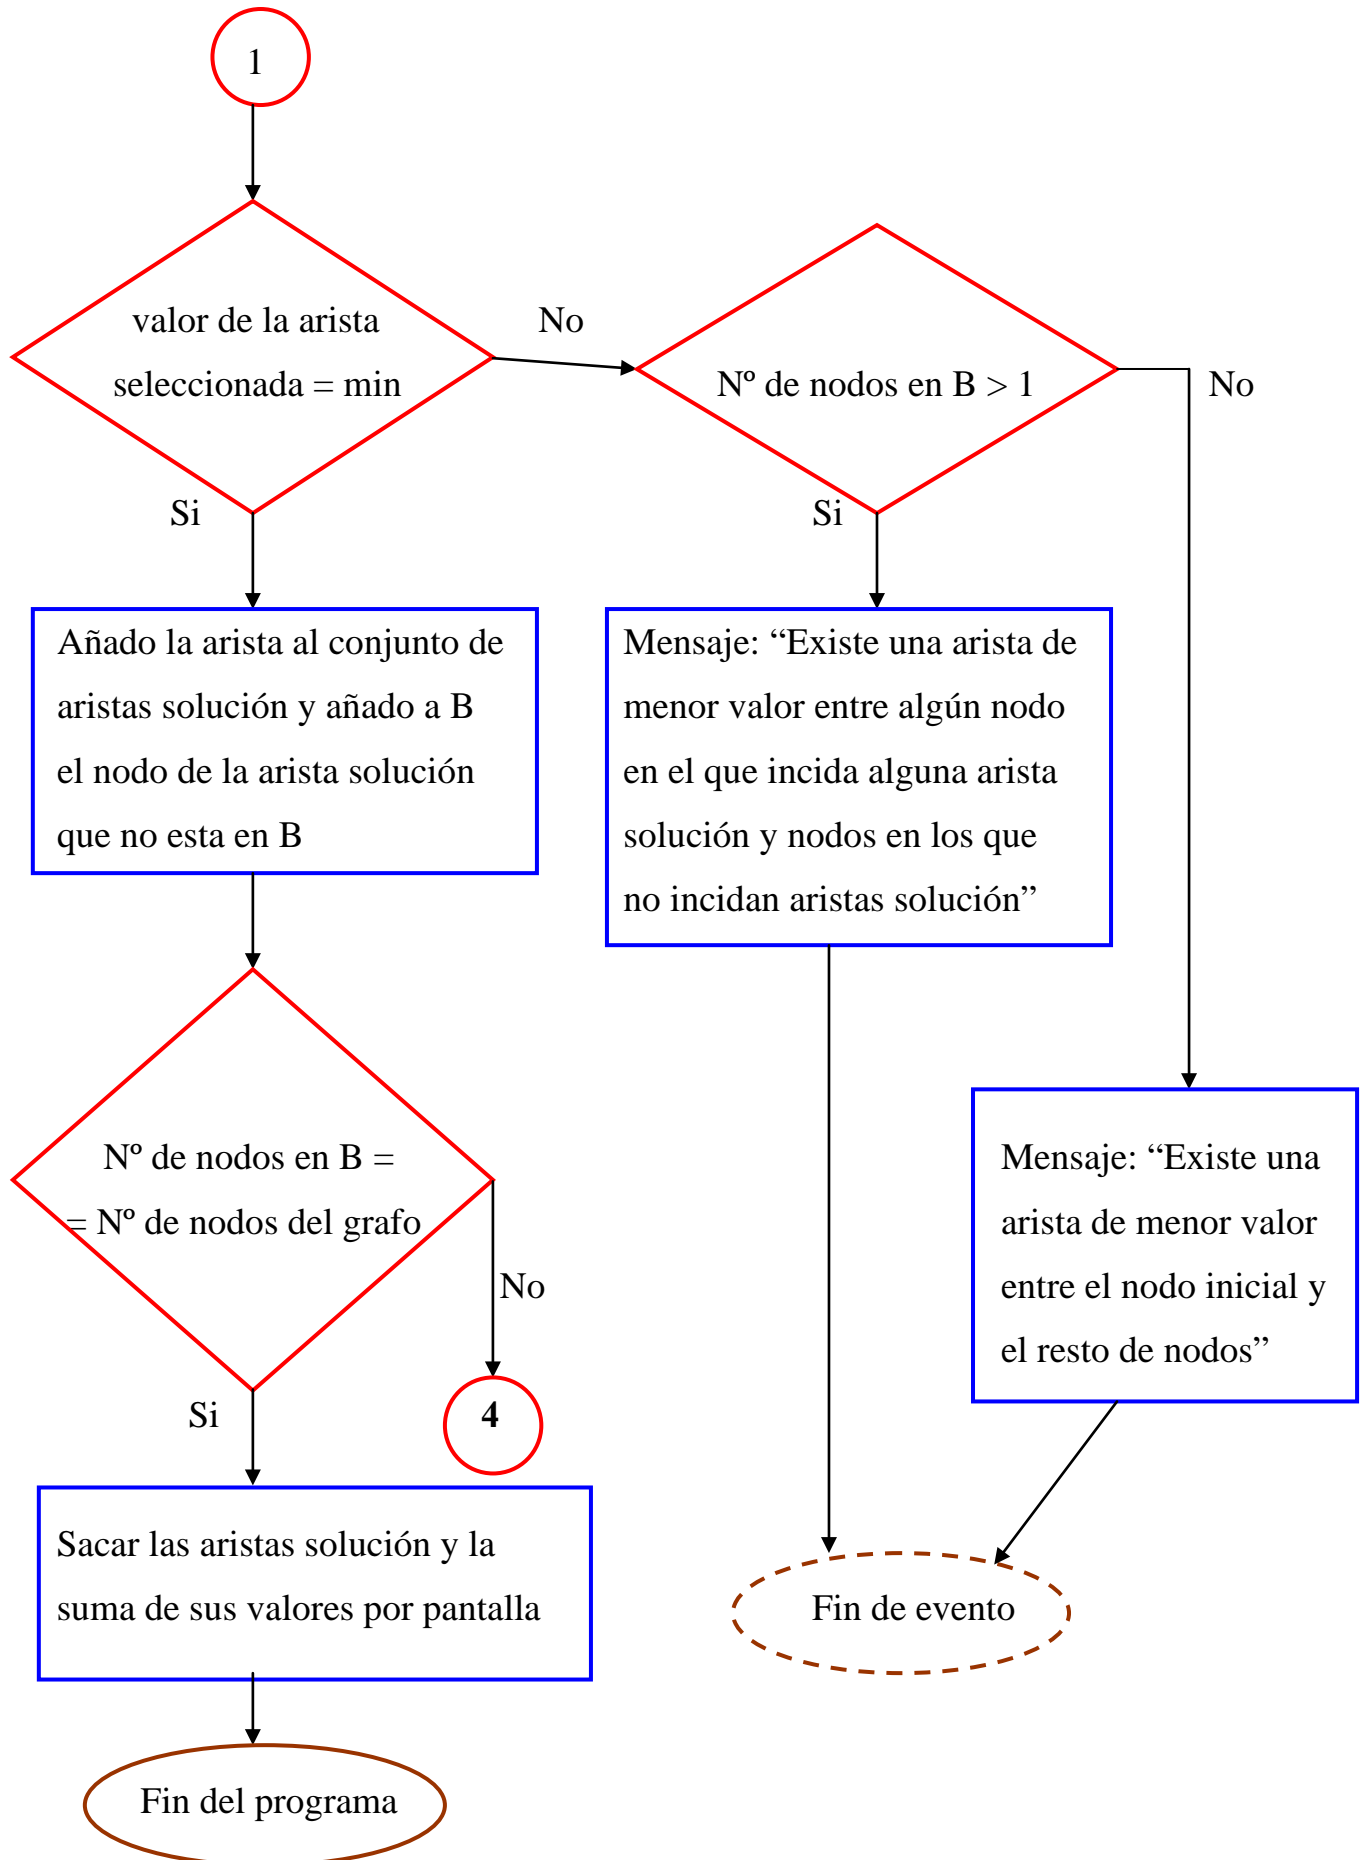 1
valor de la arista
seleccionada = min
No
Nº de nodos en B > 1
No
Si
Si
Añado la arista al conjunto de
aristas solución y añado a B
el nodo de la arista solución
que no esta en B
Mensaje: “Existe una arista de
menor valor entre algún nodo
en el que incida alguna arista
solución y nodos en los que
no incidan aristas solución”
Nº de nodos en B =
= Nº de nodos del grafo
No
Mensaje: “Existe una
arista de menor valor
entre el nodo inicial y
el resto de nodos”
Si
4
Sacar las aristas solución y la
suma de sus valores por pantalla
Fin de evento
Fin del programa